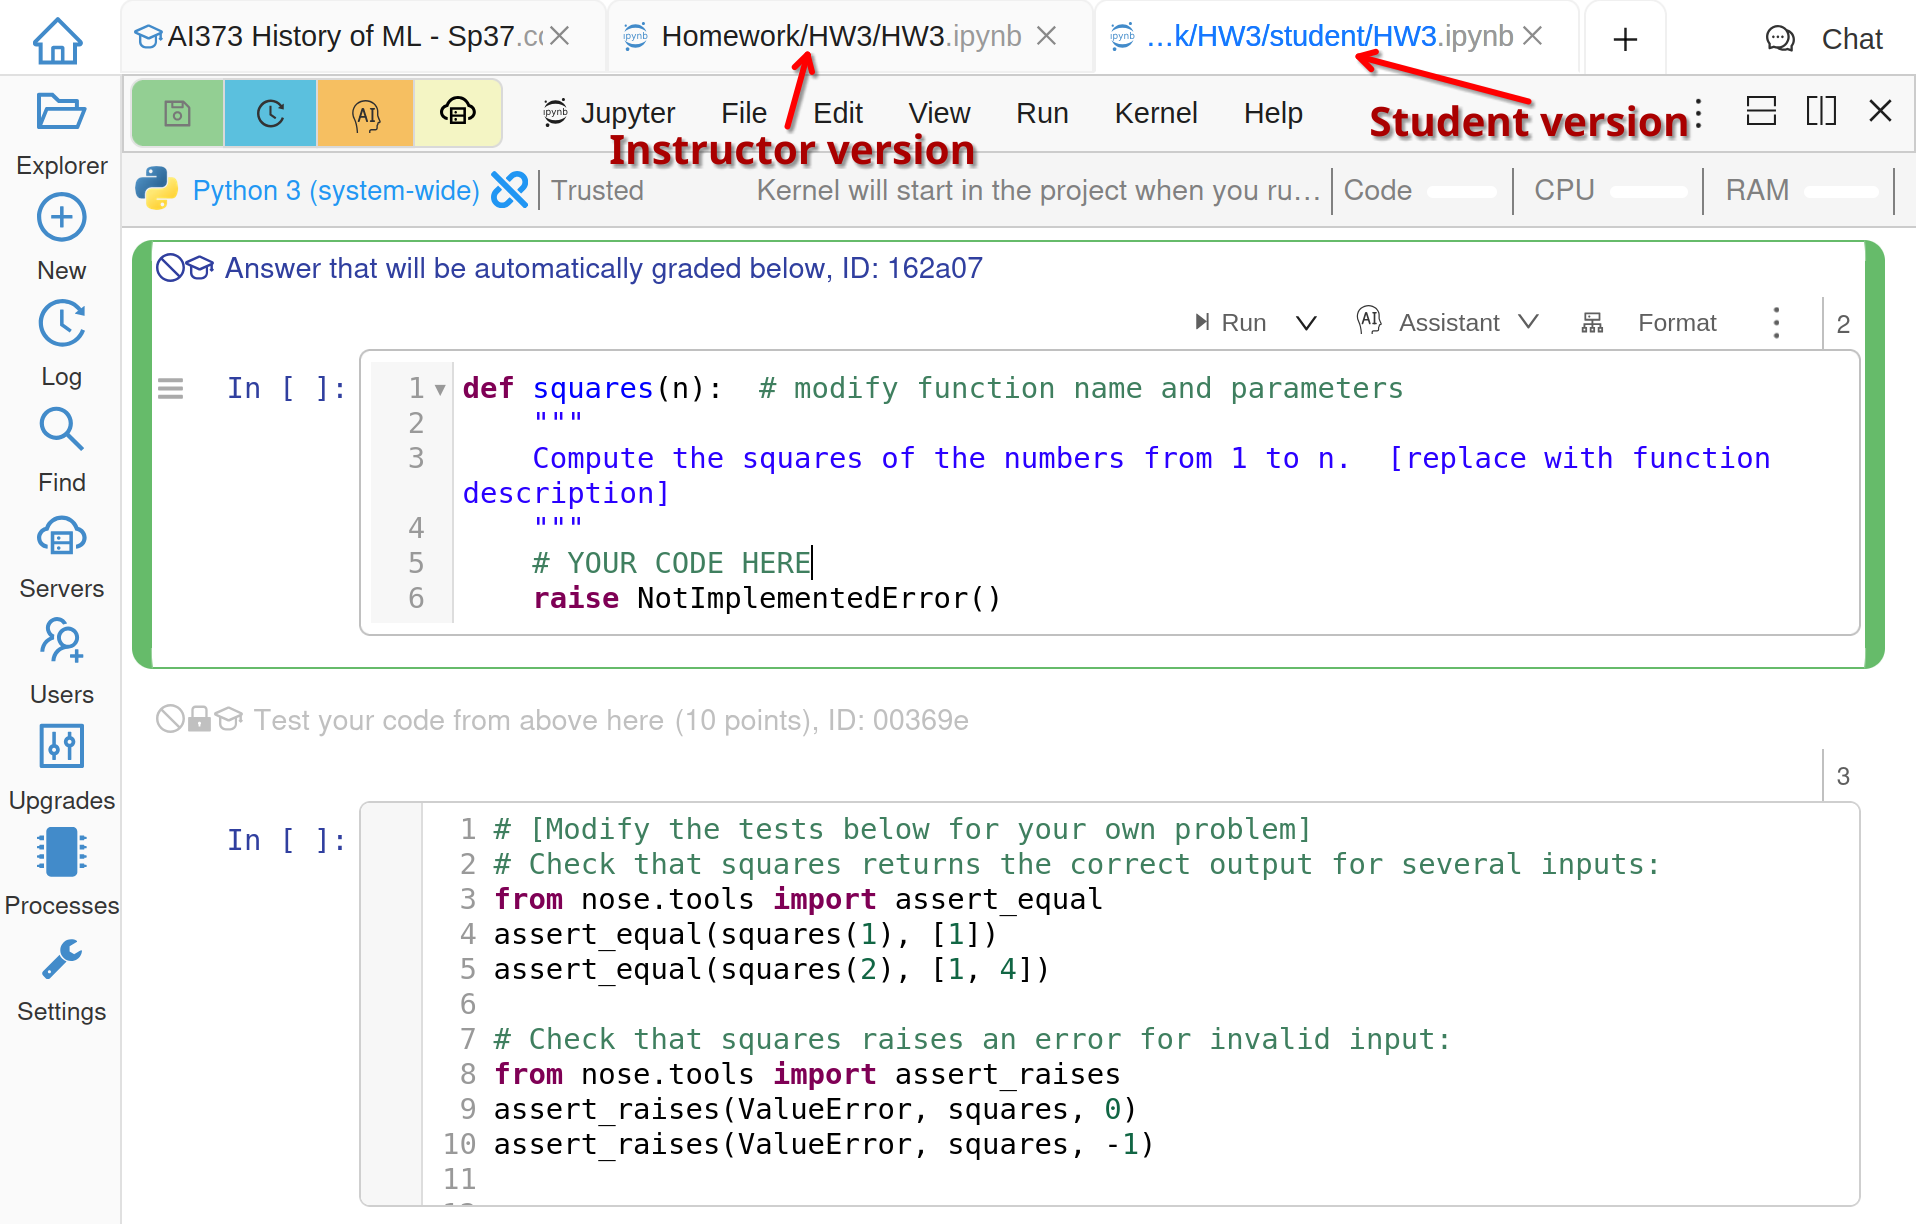 AI373 History of ML - Sp37.co
Homework/HW3/HW3.ipynb
…k/HW3/student/HW3.ipynb
Chat
Jupyter File Edit View Run Kernel Help
Instructor version
Student version
Python 3 (system-wide) Trusted Kernel will start in the project when you ru… Code CPU RAM
Explorer
New
Log
Find
Servers
Users
Upgrades
Processes
Settings
Answer that will be automatically graded below, ID: 162a07
Run Assistant Format 2
In [ ]:
1 def squares(n):  # modify function name and parameters
2     """
3     Compute the squares of the numbers from 1 to n.  [replace with function
description]
4     """
5     # YOUR CODE HERE
6     raise NotImplementedError()
Test your code from above here (10 points), ID: 00369e
3
In [ ]:
1 # [Modify the tests below for your own problem]
2 # Check that squares returns the correct output for several inputs:
3 from nose.tools import assert_equal
4 assert_equal(squares(1), [1])
5 assert_equal(squares(2), [1, 4])
6
7 # Check that squares raises an error for invalid input:
8 from nose.tools import assert_raises
9 assert_raises(ValueError, squares, 0)
10 assert_raises(ValueError, squares, -1)
11